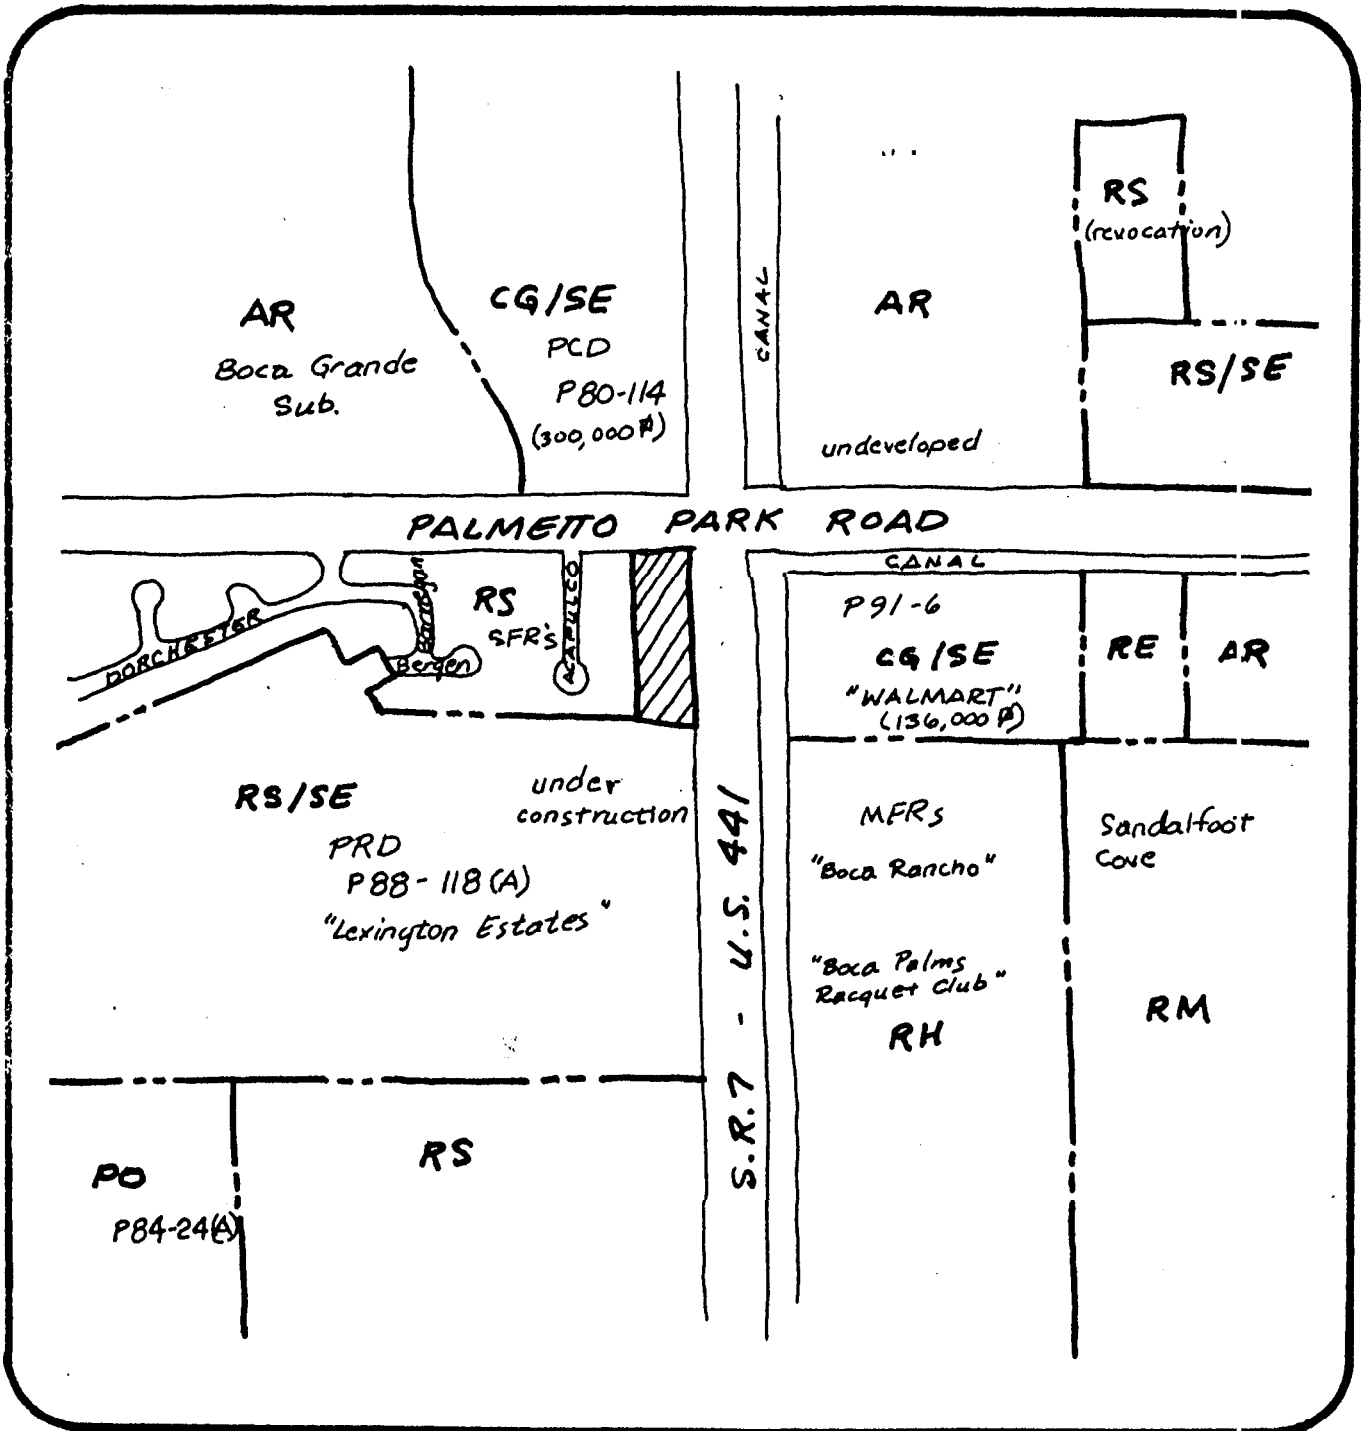 RS
(revocation)
AR
Boca Grande
Sub.
CG/SE
PCD
P80-114
(300,000 ⌀)
CANAL
AR
undeveloped
RS/SE
PALMETTO PARK ROAD
CANAL
DORCHESTER
Barnegan
Bergen
RS
SFR's
ACAPULCO
P91-6
CG/SE
"WALMART"
(136,000 ⌀)
RE
AR
RS/SE
under
construction
PRD
P88-118(A)
"Lexington Estates"
S.R.7 - U.S. 441
MFRs
"Boca Rancho"
"Boca Palms
Racquet Club"
RH
Sandalfoot
Cove
RM
PO
P84-24(A)
RS